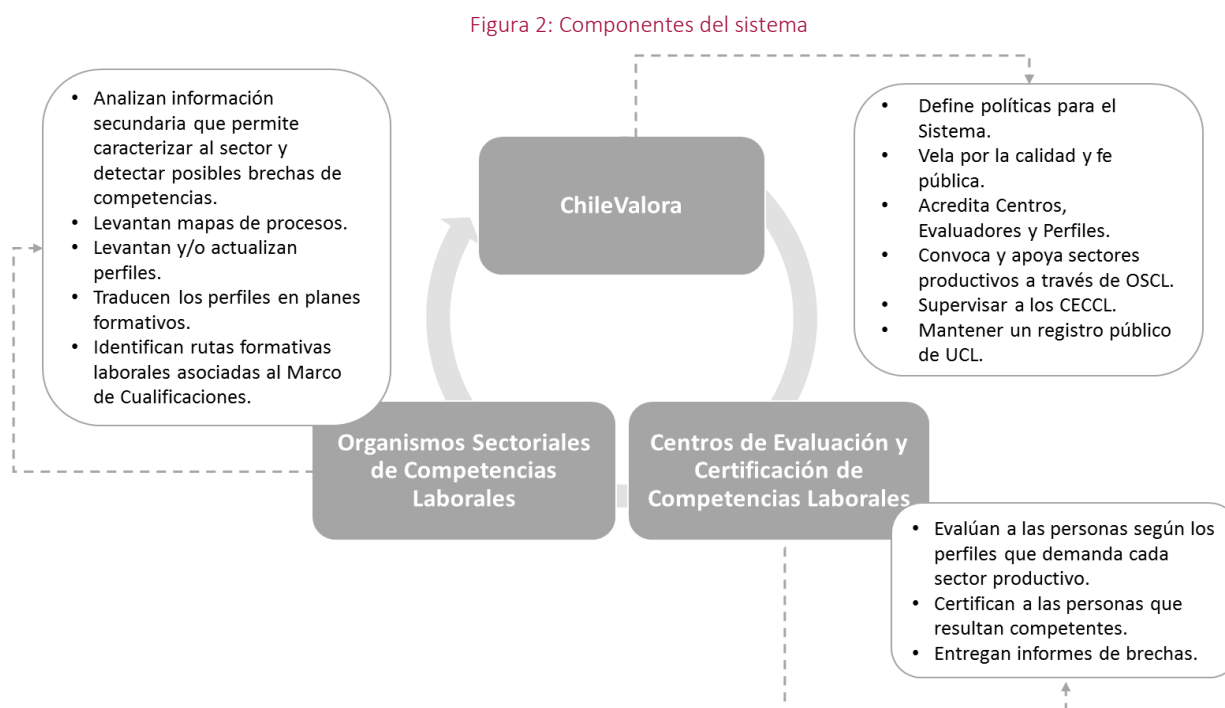 Figura 2: Componentes del sistema
• Analizan información
secundaria que permite
caracterizar al sector y
detectar posibles brechas de
competencias.
• Levantan mapas de procesos.
• Levantan y/o actualizan
perfiles.
• Traducen los perfiles en planes
formativos.
• Identifican rutas formativas
laborales asociadas al Marco
de Cualificaciones.
ChileValora
• Define políticas para el
Sistema.
• Vela por la calidad y fe
pública.
• Acredita Centros,
Evaluadores y Perfiles.
• Convoca y apoya sectores
productivos a través de OSCL.
• Supervisar a los CECCL.
• Mantener un registro público
de UCL.
Organismos Sectoriales
de Competencias
Laborales
Centros de Evaluación y
Certificación de
Competencias Laborales
• Evalúan a las personas según los
perfiles que demanda cada
sector productivo.
• Certifican a las personas que
resultan competentes.
• Entregan informes de brechas.